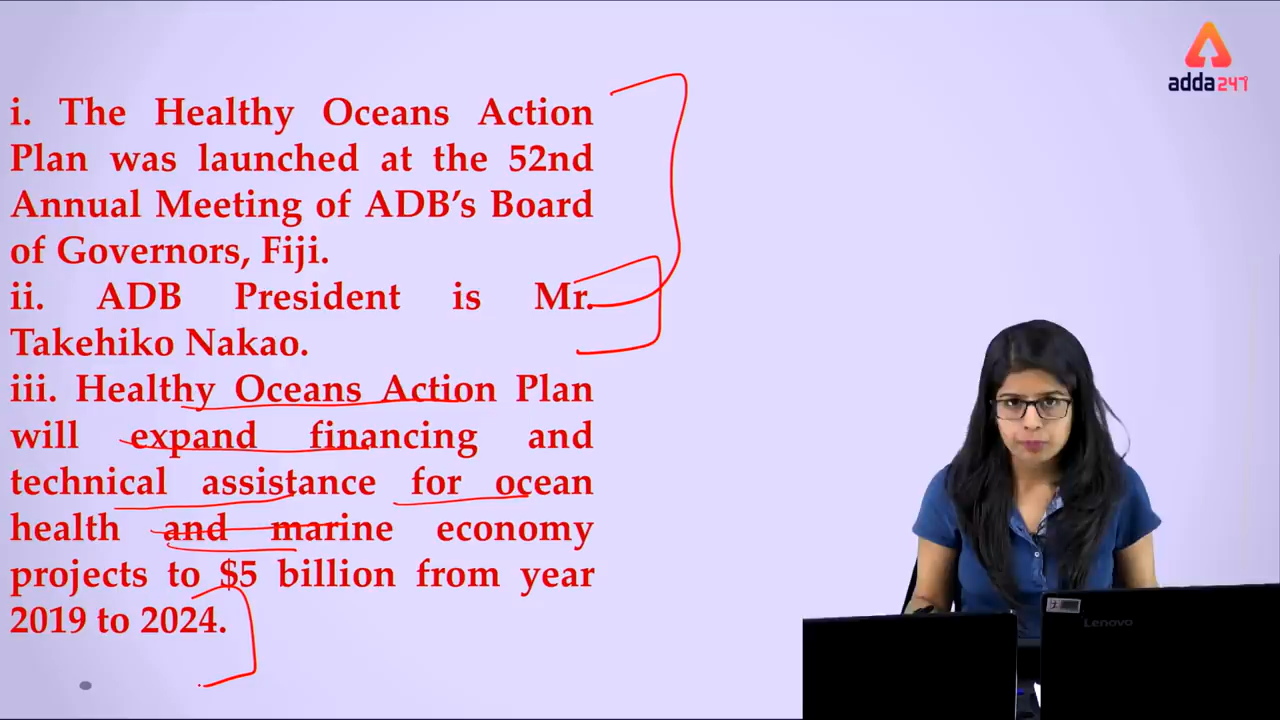 adda247
i. The Healthy Oceans Action
Plan was launched at the 52nd
Annual Meeting of ADB’s Board
of Governors, Fiji.
ii. ADB President is Mr.
Takehiko Nakao.
iii. Healthy Oceans Action Plan
will expand financing and
technical assistance for ocean
health and marine economy
projects to $5 billion from year
2019 to 2024.
Lenovo